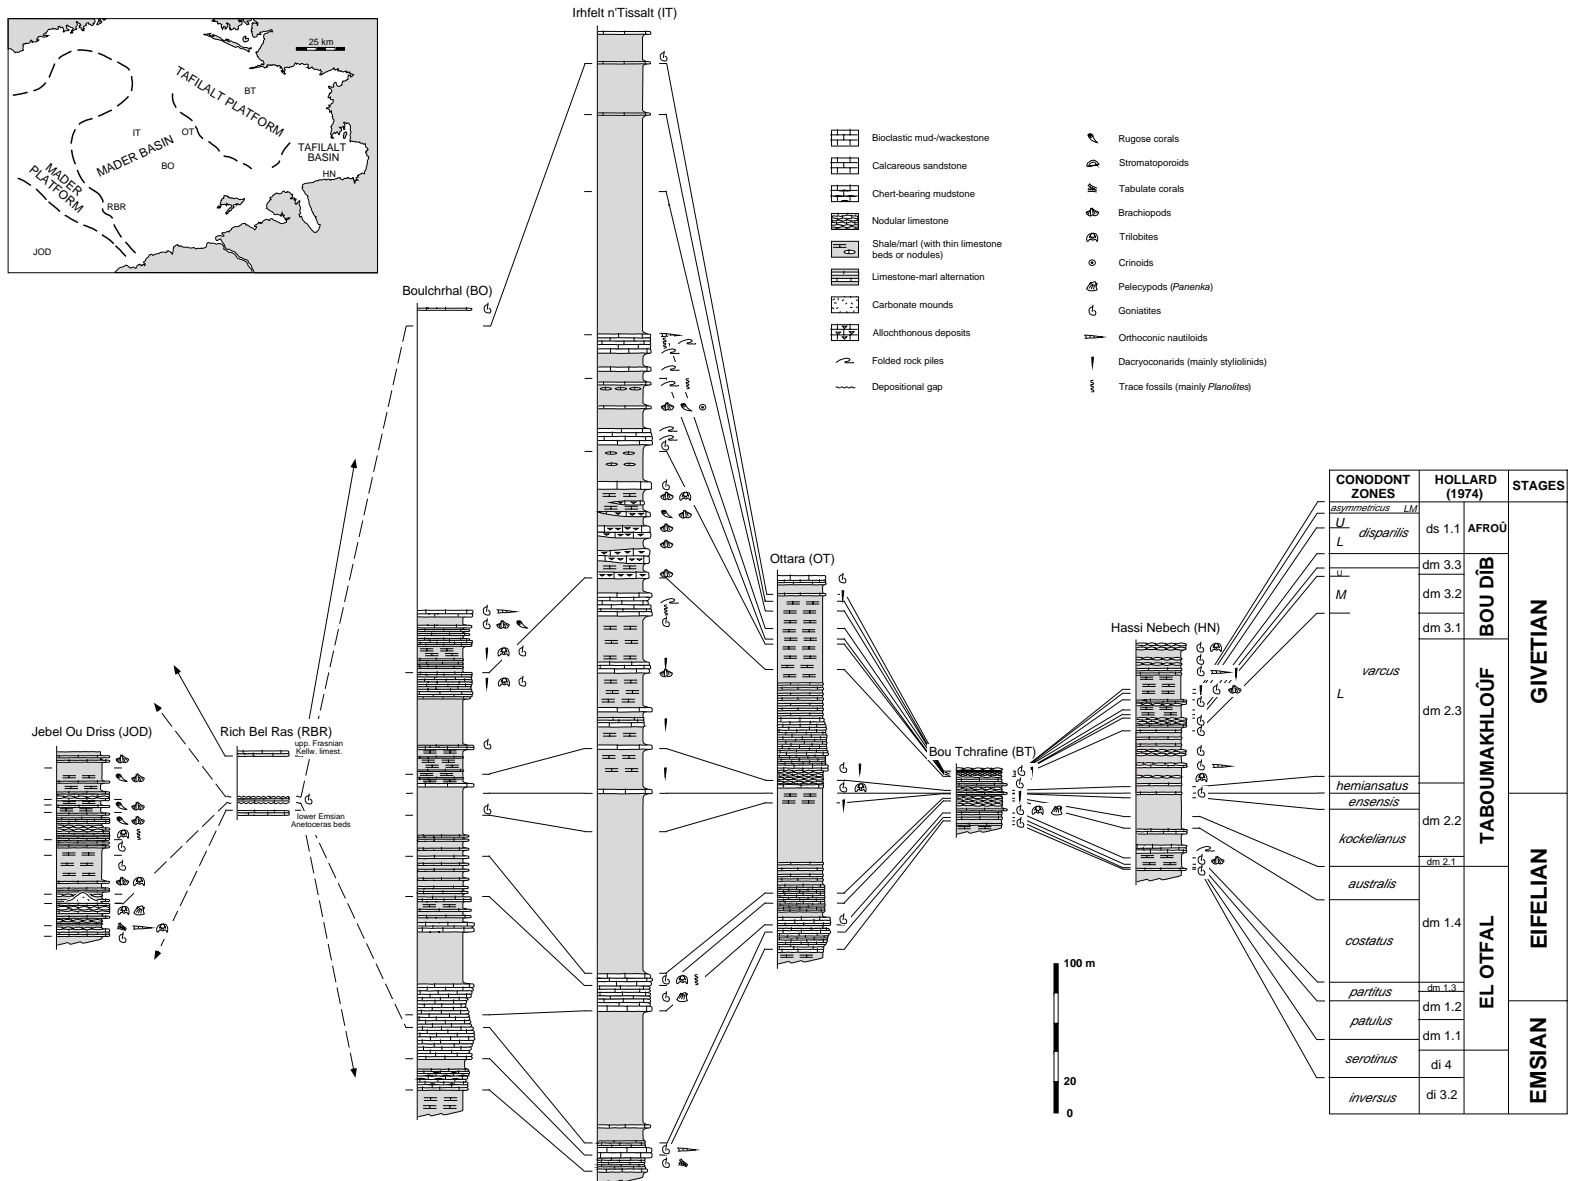 Irhfelt n'Tissalt (IT)
25 km
TAFILALT PLATFORM
BT
IT
OT
MADER BASIN
BO
TAFILALT
BASIN
HN
MADER
PLATFORM
RBR
JOD
Bioclastic mud-/wackestone
Calcareous sandstone
Chert-bearing mudstone
Nodular limestone
Shale/marl (with thin limestone
beds or nodules)
Limestone-marl alternation
Carbonate mounds
Allochthonous deposits
Folded rock piles
Depositional gap
Rugose corals
Stromatoporoids
Tabulate corals
Brachiopods
Trilobites
Crinoids
Pelecypods (Panenka)
Goniatites
Orthoconic nautiloids
Dacryoconarids (mainly styliolinids)
Trace fossils (mainly Planolites)
Boulchrhal (BO)
Ottara (OT)
Hassi Nebech (HN)
Bou Tchrafine (BT)
Jebel Ou Driss (JOD)
Rich Bel Ras (RBR)
upp. Frasnian
Kellw. limest.
lower Emsian
Anetoceras beds
100 m
20
0
CONODONT
ZONES
HOLLARD
(1974)
STAGES
asymmetricus LM
U
L
disparilis
ds 1.1
AFROÛ
dm 3.3
U
M
dm 3.2
dm 3.1
BOU DÎB
varcus
L
dm 2.3
GIVETIAN
hemiansatus
ensensis
kockelianus
dm 2.2
dm 2.1
TABOUMAKHLOÛF
australis
costatus
dm 1.4
EIFELIAN
partitus
dm 1.3
dm 1.2
patulus
dm 1.1
EL OTFAL
serotinus
di 4
inversus
di 3.2
EMSIAN